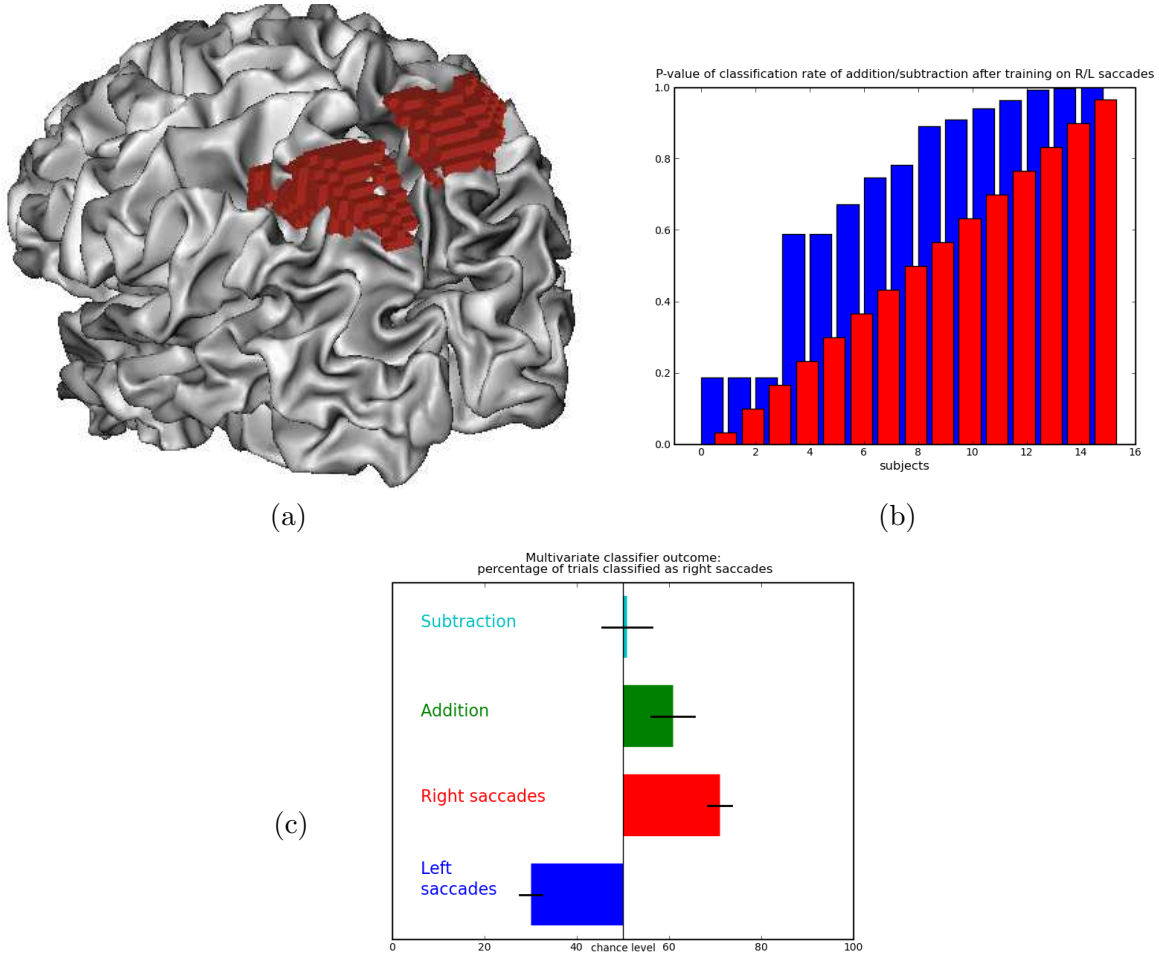 P-value of classification rate of addition/subtraction after training on R/L saccades
1.0
0.8
0.6
0.4
0.2
0.0
0 2 4 6 8 10 12 14 16
subjects
(a)
(b)
Multivariate classifier outcome:
percentage of trials classified as right saccades
Subtraction
Addition
Right saccades
(c)
Left
saccades
0 20 40 chance level 60 80 100